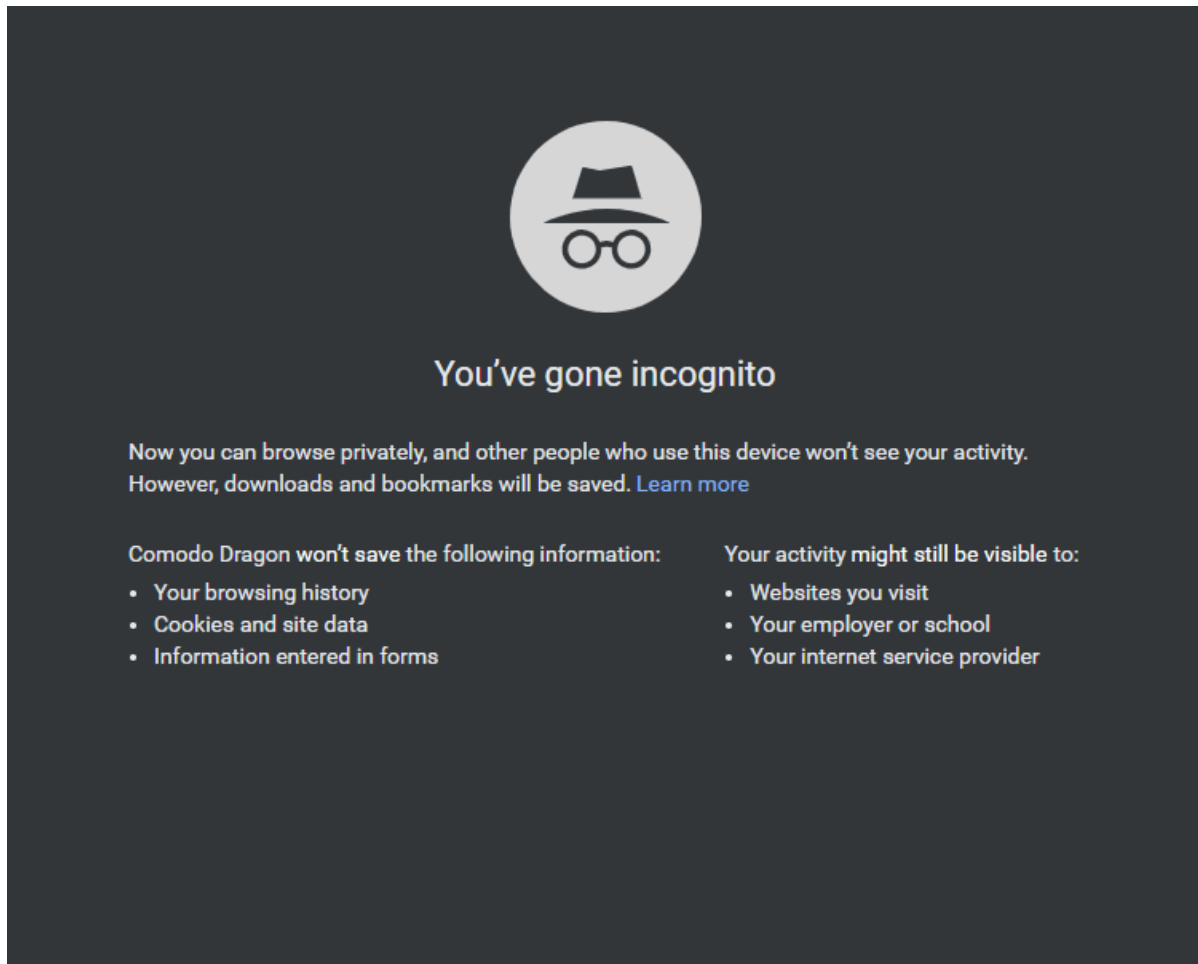 You've gone incognito
Now you can browse privately, and other people who use this device won't see your activity.
However, downloads and bookmarks will be saved. Learn more
Comodo Dragon won't save the following information:
• Your browsing history
• Cookies and site data
• Information entered in forms
Your activity might still be visible to:
• Websites you visit
• Your employer or school
• Your internet service provider